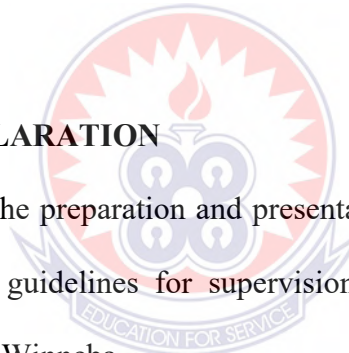 LARATION
he preparation and presenta
guidelines for supervision
EDUCATION FOR SERVICE
Winneba